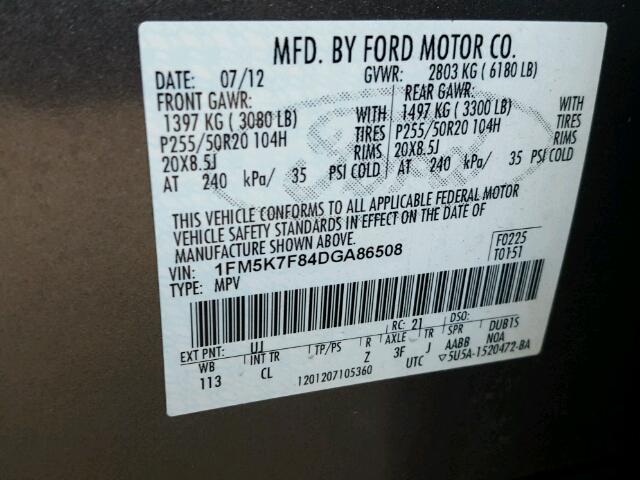 MFD. BY FORD MOTOR CO.
DATE: 07/12 GVWR: 2803 KG ( 6180 LB)
FRONT GAWR: REAR GAWR:
1397 KG ( 3080 LB) WITH 1497 KG ( 3300 LB) WITH
P255/50R20 104H TIRES P255/50R20 104H TIRES
20X8.5J RIMS 20X8.5J RIMS
AT 240 kPa/ 35 PSI COLD AT 240 kPa/ 35 PSI COLD
THIS VEHICLE CONFORMS TO ALL APPLICABLE FEDERAL MOTOR
VEHICLE SAFETY STANDARDS IN EFFECT ON THE DATE OF
MANUFACTURE SHOWN ABOVE.
VIN: 1FM5K7F84DGA86508 F0225
TYPE: MPV T0151
EXT PNT: UJ RC: 21 DSO:
WB INT TR TP/PS R AXLE TR SPR DUB1S
113 CL Z 3F J AABB NOA
1201207105360 UTC ▽5U5A-1520472-BA